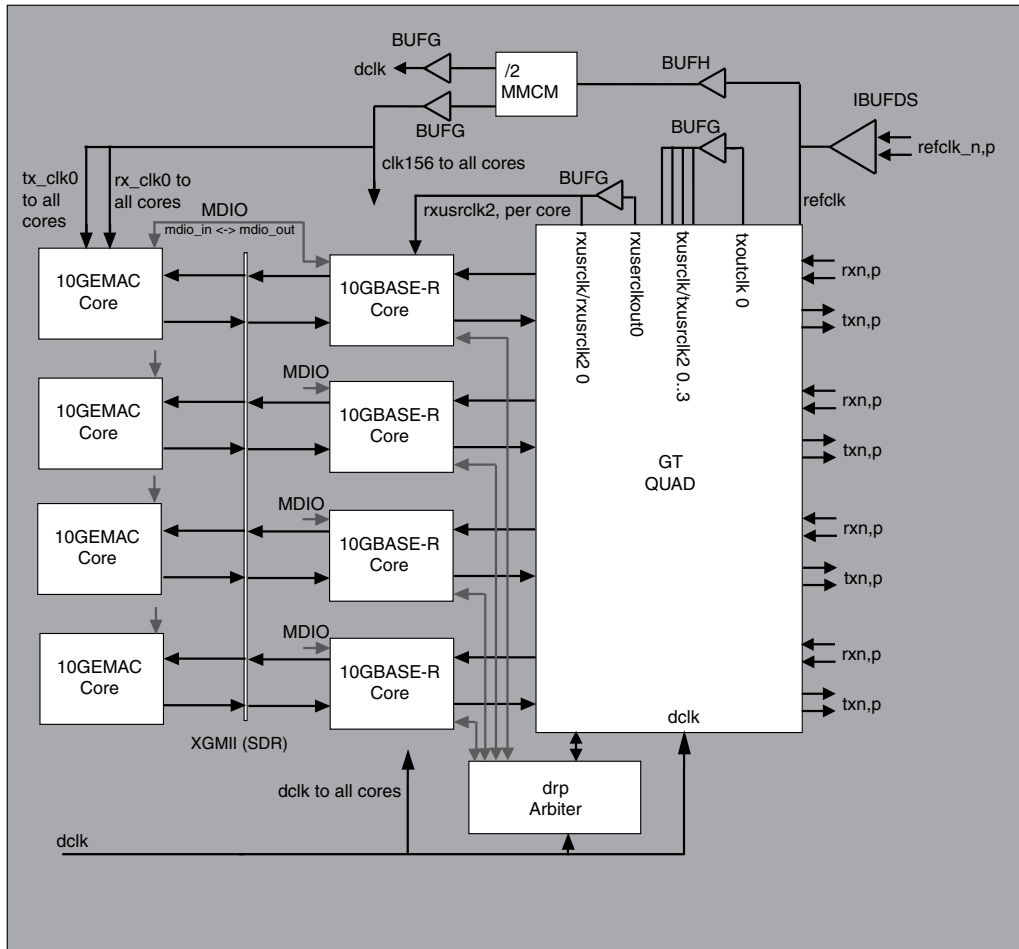 BUFG
dclk
/2
MMCM
BUFH
IBUFDS
refclk_n,p
BUFG
BUFG
BUFG
tx_clk0
to all
cores
rx_clk0 to
all cores
clk156 to all cores
rxusrclk2, per core
refclk
MDIO
mdio_in <-> mdio_out
10GEMAC
Core
10GBASE-R
Core
rxusrclk/rxusrclk2 0
rxuserclkout0
txusrclk/txusrclk2 0..3
txoutclk 0
rxn,p
txn,p
10GEMAC
Core
MDIO
10GBASE-R
Core
GT
QUAD
rxn,p
txn,p
10GEMAC
Core
MDIO
10GBASE-R
Core
rxn,p
txn,p
10GEMAC
Core
MDIO
10GBASE-R
Core
rxn,p
txn,p
dclk
XGMII (SDR)
dclk to all cores
drp
Arbiter
dclk